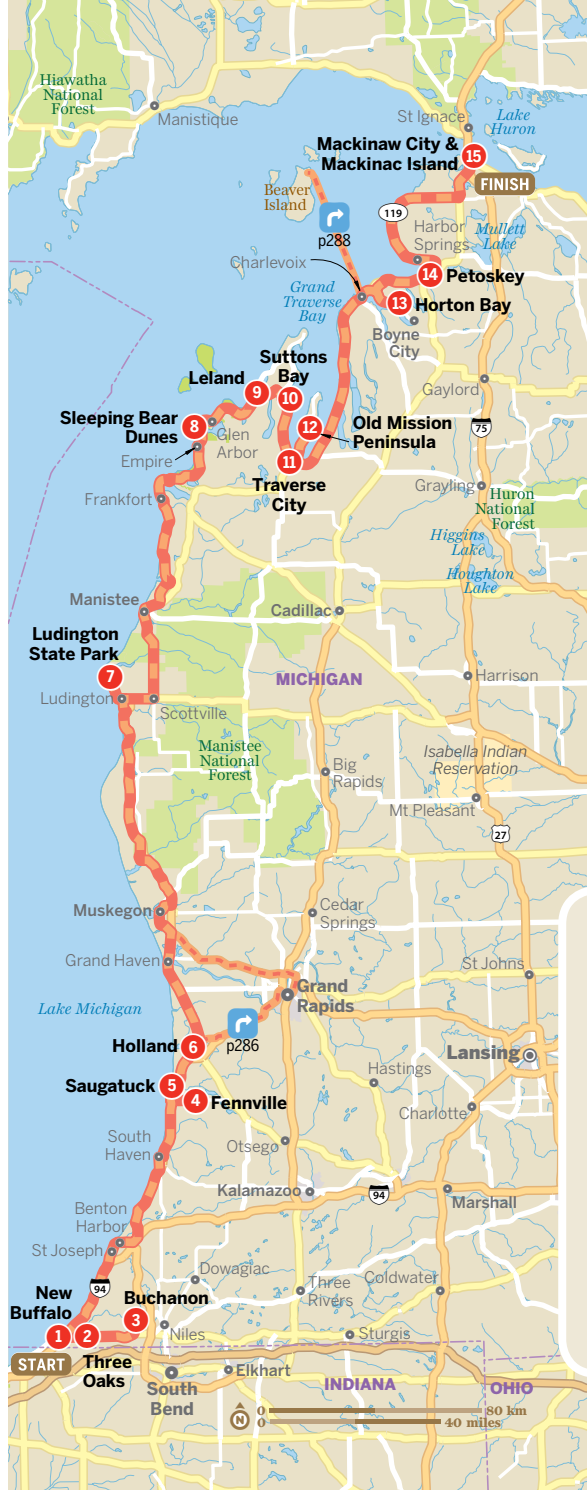 Hiawatha
National
Forest
Manistique
St Ignace
Lake
Huron
Mackinaw City &
Mackinac Island
15
FINISH
Beaver
Island
p288
119
Harbor
Springs
Mullett
Lake
Charlevoix
14
Petoskey
Grand
Traverse
Bay
13
Horton Bay
Boyne
City
Suttons
Bay
Leland
9
10
Gaylord
Sleeping Bear
Dunes
8
Glen
Arbor
12
Old Mission
Peninsula
75
Empire
11
Traverse
City
Frankfort
Grayling
Huron
National
Forest
Higgins
Lake
Houghton
Lake
Manistee
Cadillac
Ludington
State Park
7
MICHIGAN
Harrison
Ludington
Scottville
Manistee
National
Forest
Isabella Indian
Reservation
Big
Rapids
Mt Pleasant
27
Muskegon
Cedar
Springs
Grand Haven
St Johns
Grand
Rapids
Lake Michigan
p286
Holland
6
Lansing
Saugatuck
5
4
Fennville
Hastings
Charlotte
South
Haven
Otsego
Kalamazoo
94
Marshall
Benton
Harbor
St Joseph
94
Dowagiac
Three
Rivers
Coldwater
New
Buffalo
Buchanon
3
1
2
Niles
Sturgis
START
Three
Oaks
South
Bend
Elkhart
INDIANA
OHIO
N
0
80 km
0
40 miles